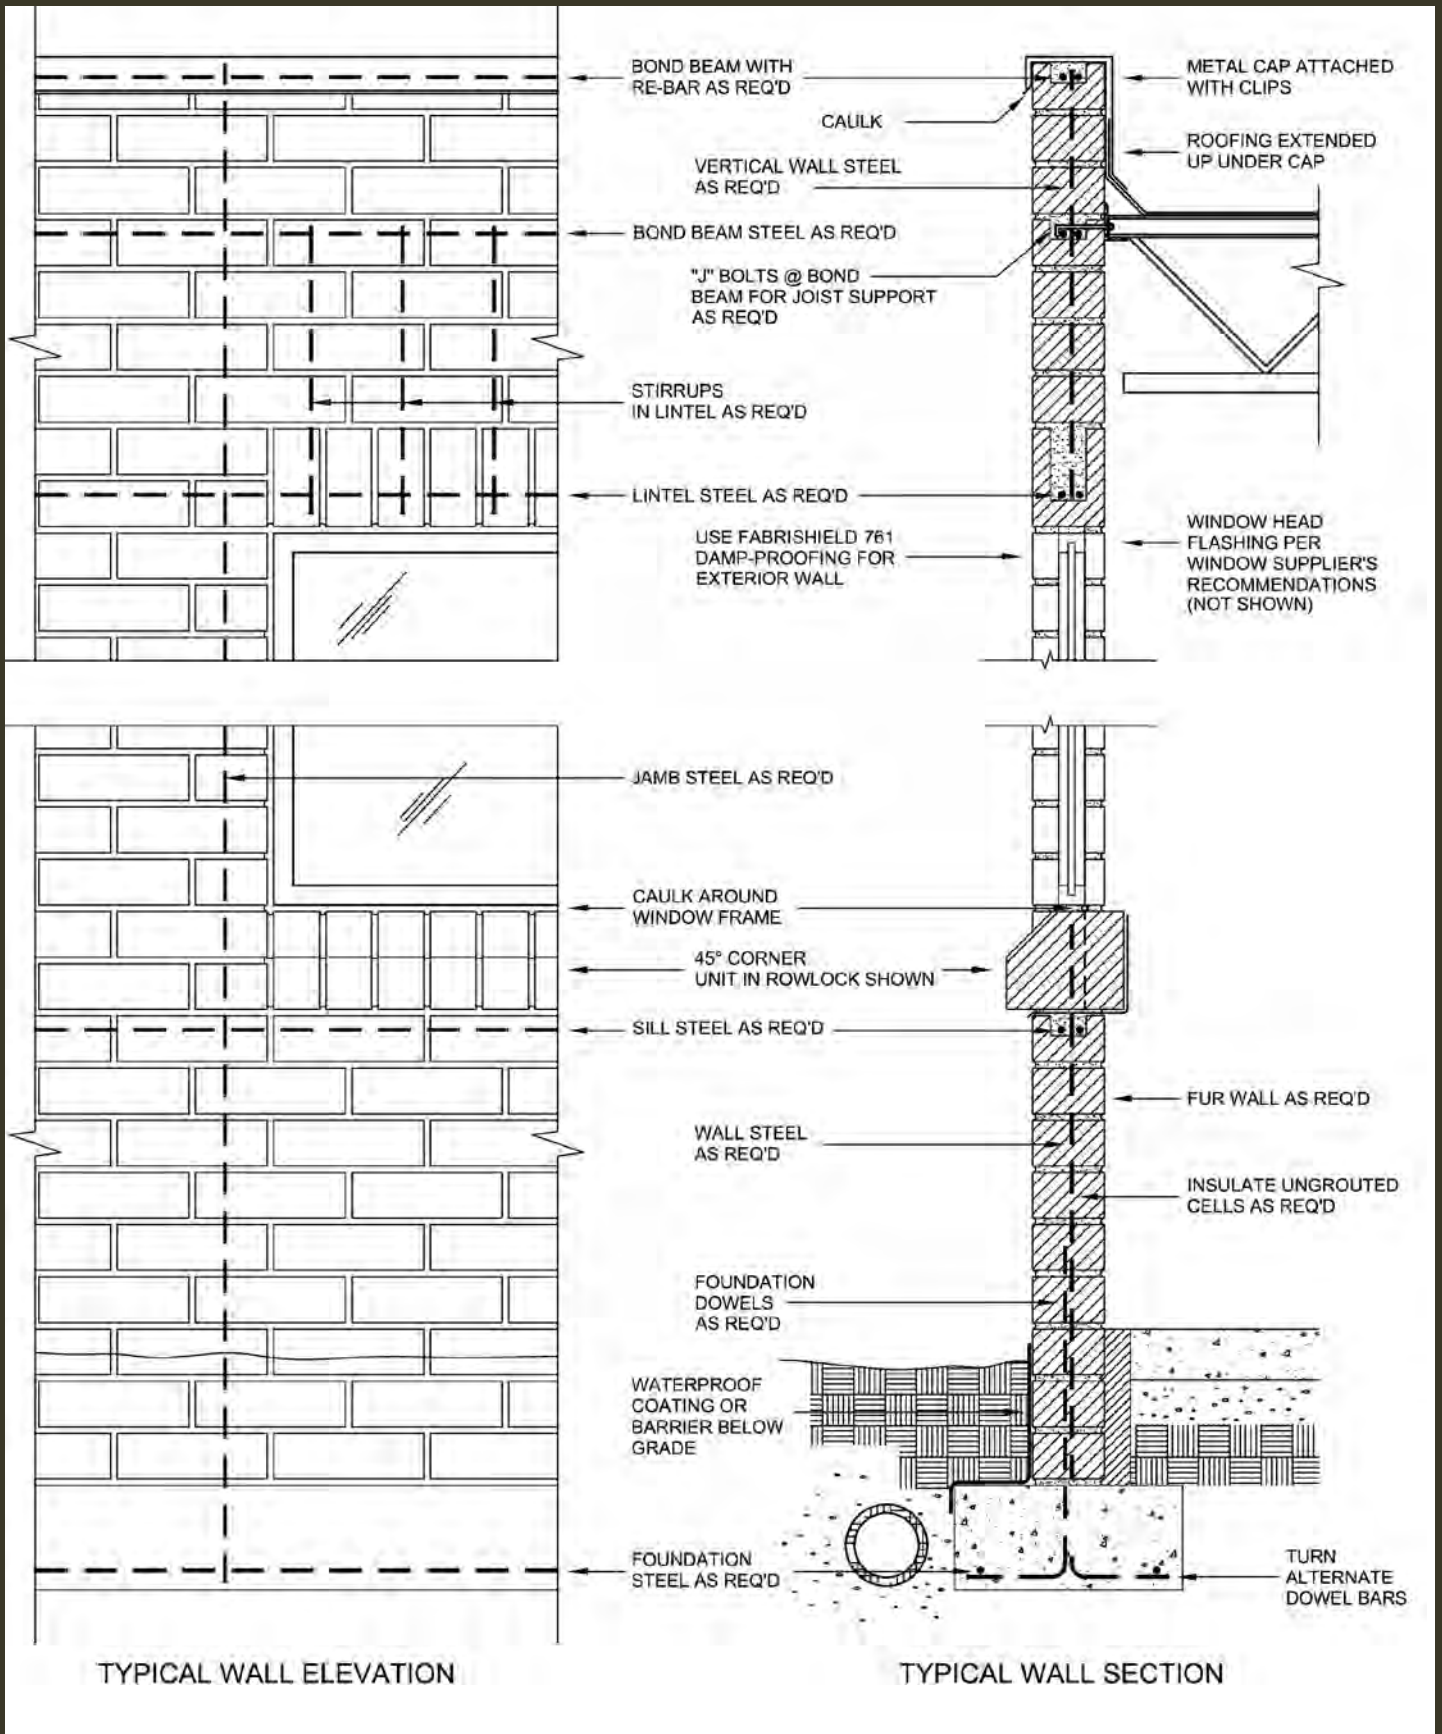 BOND BEAM WITH
RE-BAR AS REQ'D
CAULK
VERTICAL WALL STEEL
AS REQ'D
BOND BEAM STEEL AS REQ'D
"J" BOLTS @ BOND
BEAM FOR JOIST SUPPORT
AS REQ'D
STIRRUPS
IN LINTEL AS REQ'D
LINTEL STEEL AS REQ'D
USE FABRISHIELD 761
DAMP-PROOFING FOR
EXTERIOR WALL
METAL CAP ATTACHED
WITH CLIPS
ROOFING EXTENDED
UP UNDER CAP
WINDOW HEAD
FLASHING PER
WINDOW SUPPLIER'S
RECOMMENDATIONS
(NOT SHOWN)
JAMB STEEL AS REQ'D
CAULK AROUND
WINDOW FRAME
45° CORNER
UNIT IN ROWLOCK SHOWN
SILL STEEL AS REQ'D
WALL STEEL
AS REQ'D
FOUNDATION
DOWELS
AS REQ'D
WATERPROOF
COATING OR
BARRIER BELOW
GRADE
FOUNDATION
STEEL AS REQ'D
FUR WALL AS REQ'D
INSULATE UNGROUTED
CELLS AS REQ'D
TURN
ALTERNATE
DOWEL BARS
TYPICAL WALL ELEVATION
TYPICAL WALL SECTION